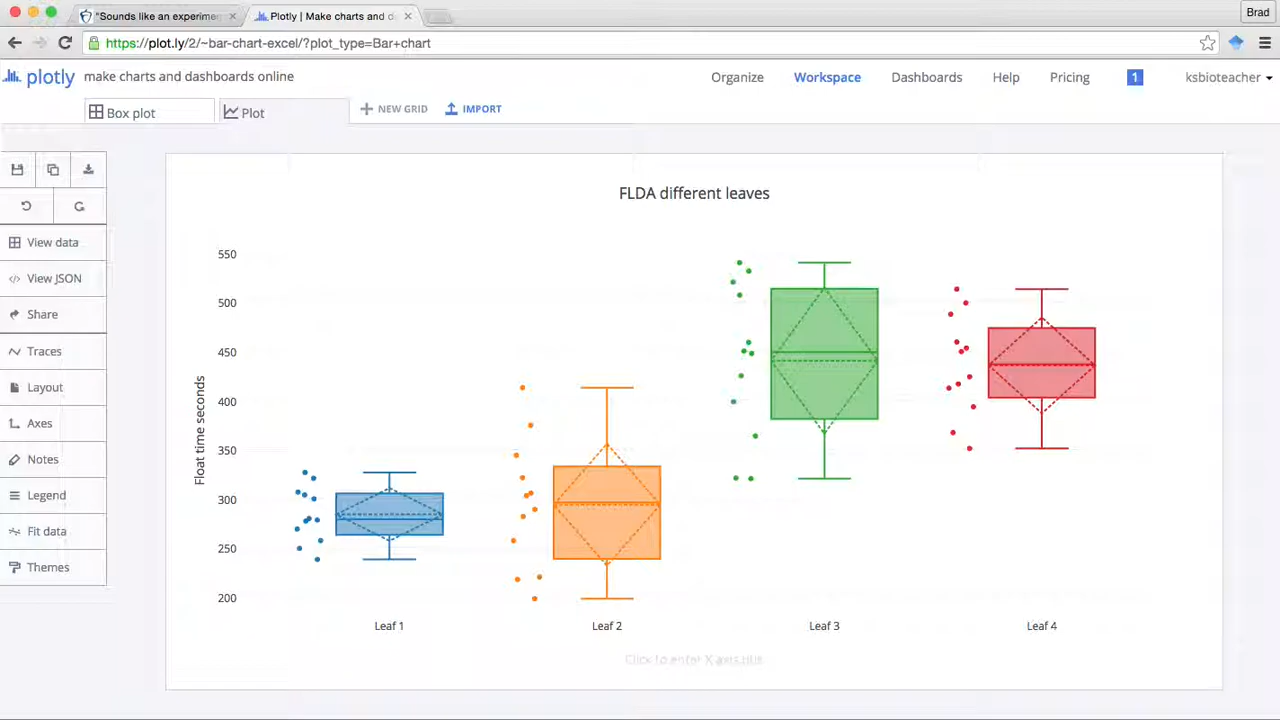 "Sounds like an experimen
Plotly | Make charts and d
Brad
https://plot.ly/2/~bar-chart-excel/?plot_type=Bar+chart
plotly make charts and dashboards online
Organize Workspace Dashboards Help Pricing 1 ksbioteacher
Box plot Plot NEW GRID IMPORT
FLDA different leaves
View data
View JSON
Share
Traces
Layout
Axes
Notes
Legend
Fit data
Themes
Float time seconds
550
500
450
400
350
300
250
200
Leaf 1 Leaf 2 Leaf 3 Leaf 4
Click to enter X axis title